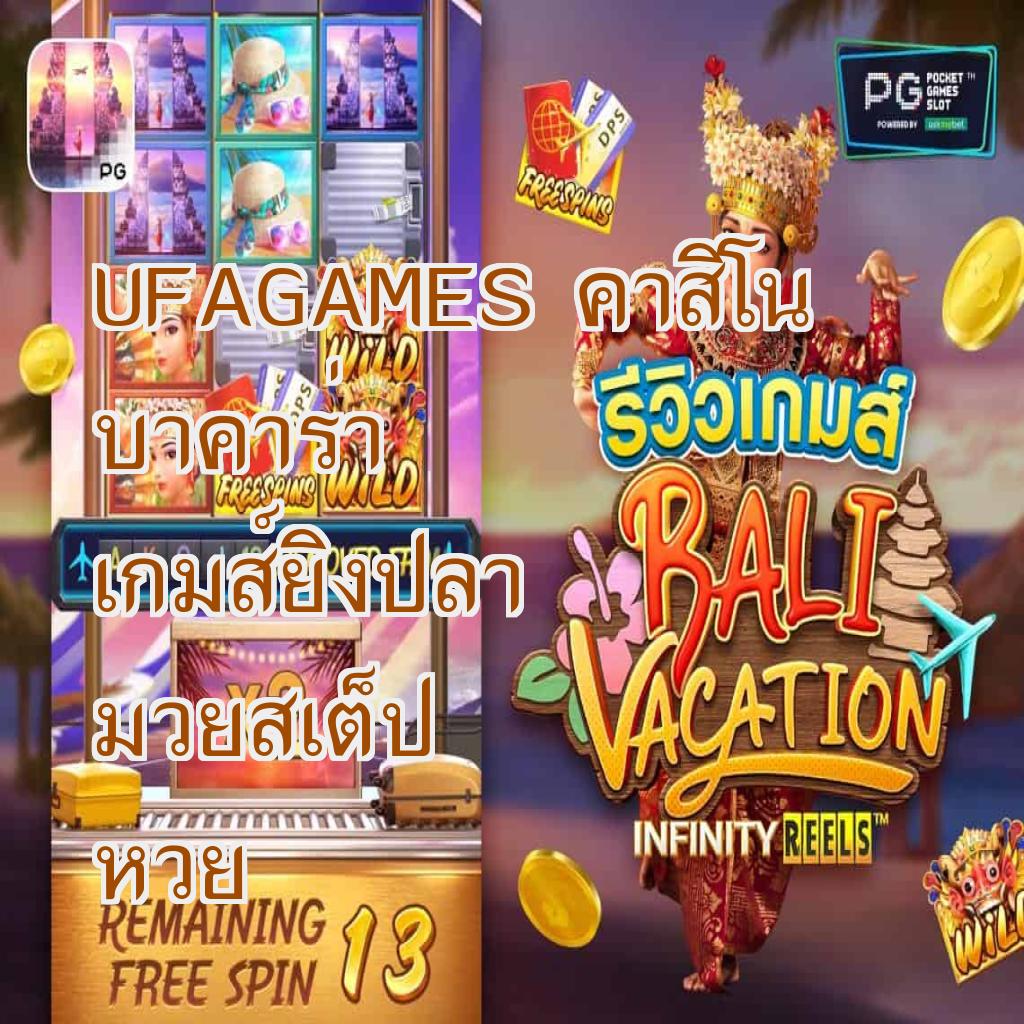 PG
PG POCKET GAMES SLOT™
POWERED BY askmebet
DPS
FREESPINS
UFAGAMES คาสิโน
WILD
บาคาร่า
รีวิวเกมส์
FREESPINS
WILD
เกมส์ยิงปลา
BALI
VACATION
มวยสเต็ป
x2
INFINITY REELS™
หวย
REMAINING
FREE SPIN 13
WILD